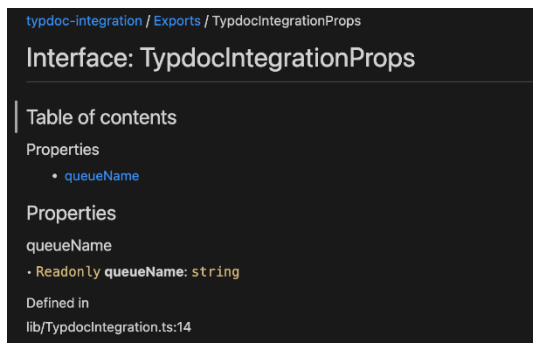 typdoc-integration / Exports / TypdocIntegrationProps
Interface: TypdocIntegrationProps
Table of contents
Properties
• queueName
Properties
queueName
• Readonly queueName: string
Defined in
lib/TypdocIntegration.ts:14